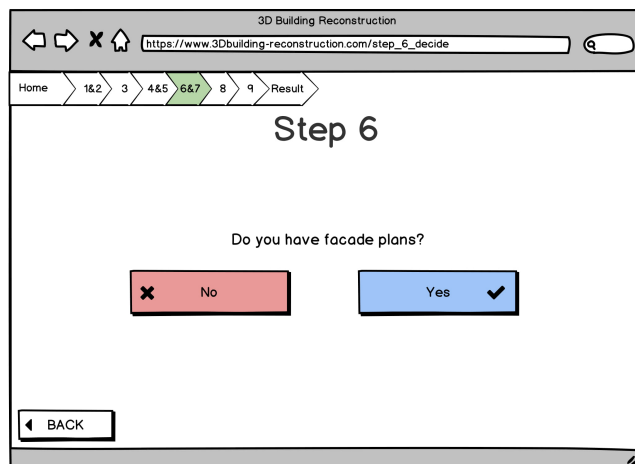 3D Building Reconstruction
https://www.3Dbuilding-reconstruction.com/step_6_decide
Home 1&2 3 4&5 6&7 8 9 Result
Step 6
Do you have facade plans?
No Yes
BACK